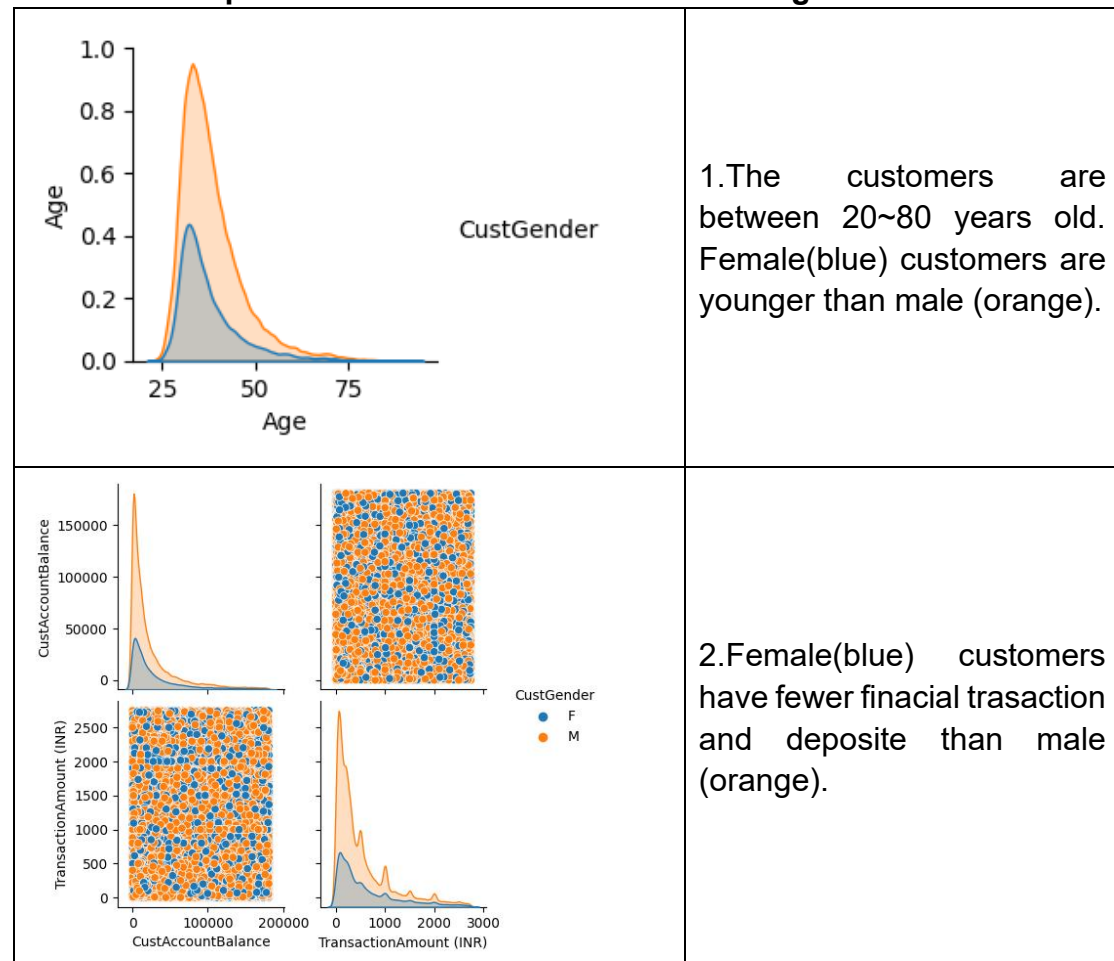 1.0
0.8
0.6
0.4
0.2
0.0
Age
25 50 75
Age
CustGender
1.The customers are
between 20~80 years old.
Female(blue) customers are
younger than male (orange).
CustAccountBalance
150000
100000
50000
0
TransactionAmount (INR)
2500
2000
1500
1000
500
0
0 100000 200000
CustAccountBalance
0 1000 2000 3000
TransactionAmount (INR)
CustGender
F
M
2.Female(blue) customers
have fewer finacial trasaction
and deposite than male
(orange).